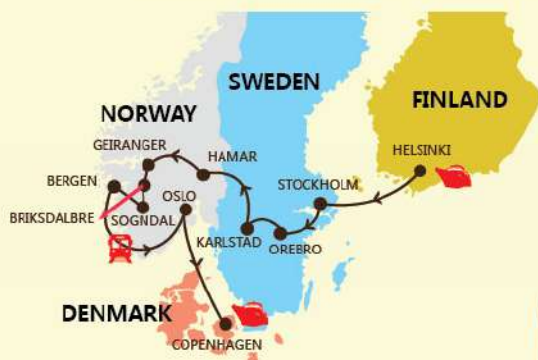 SWEDEN
FINLAND
NORWAY
GEIRANGER
HAMAR
HELSINKI
BERGEN
OSLO
STOCKHOLM
BRIKSDALBRE
SOGNDAL
KARLSTAD
OREBRO
DENMARK
COPENHAGEN